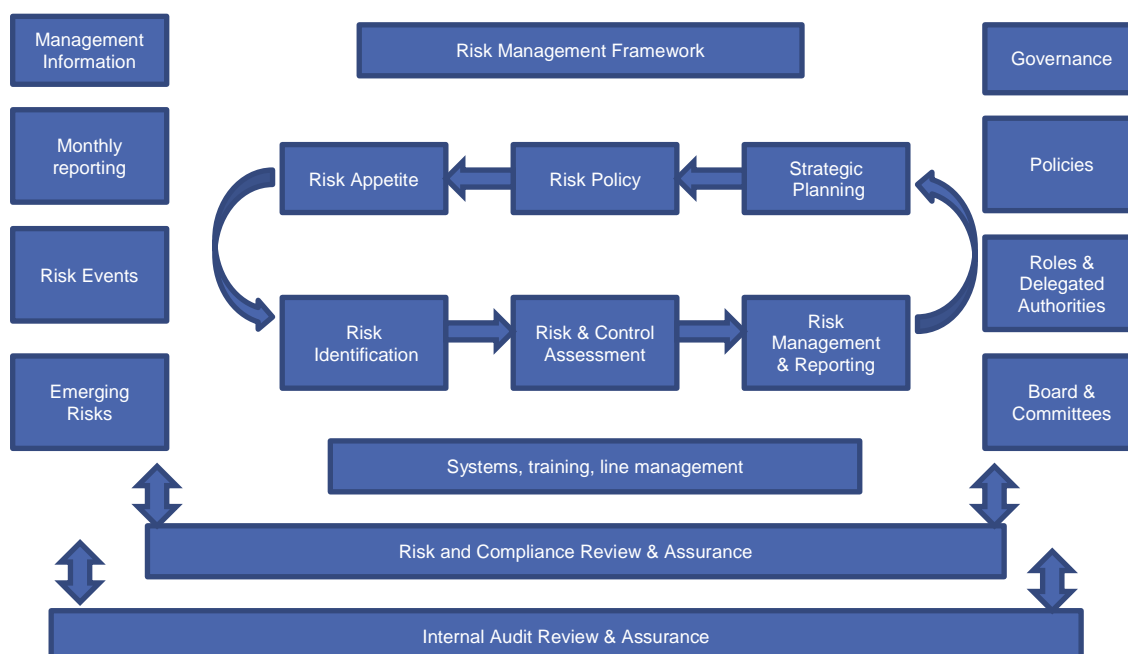 Management
Information
Risk Management Framework
Governance
Monthly
reporting
Risk Appetite
Risk Policy
Strategic
Planning
Policies
Risk Events
Roles &
Delegated
Authorities
Risk
Identification
Risk & Control
Assessment
Risk
Management
& Reporting
Emerging
Risks
Board &
Committees
Systems, training, line management
Risk and Compliance Review & Assurance
Internal Audit Review & Assurance